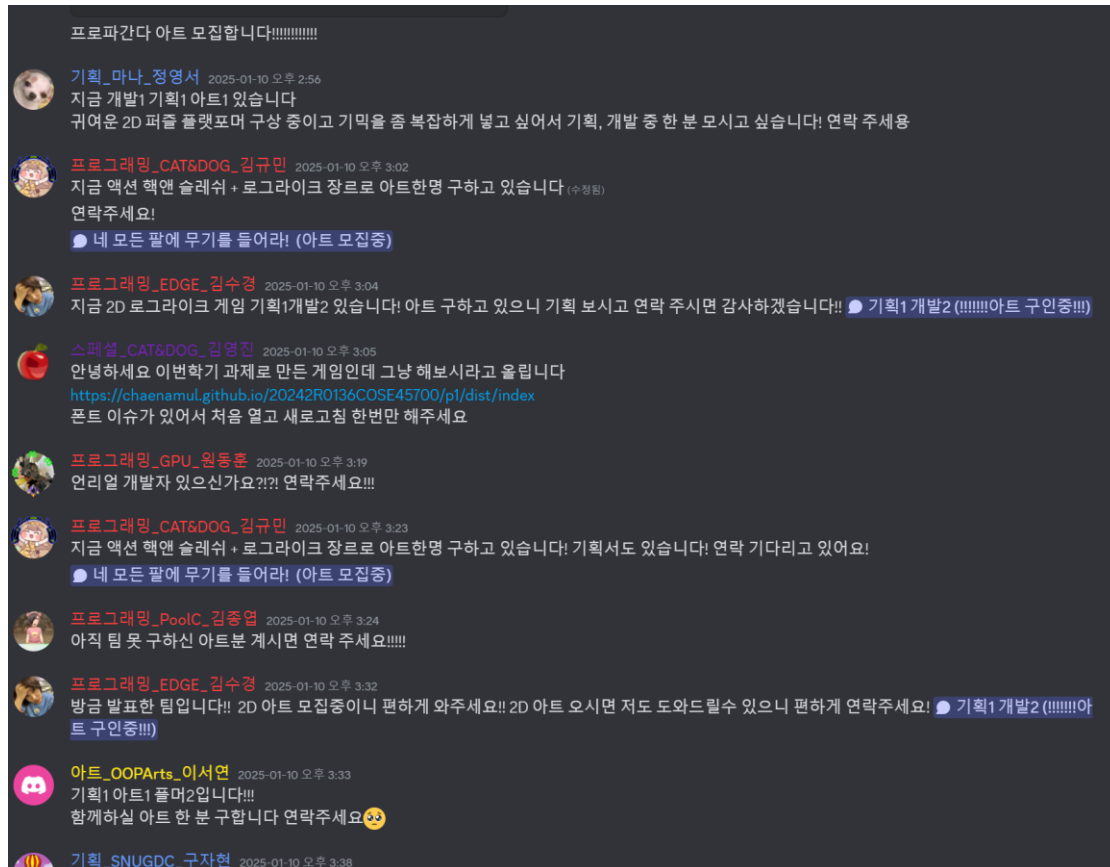 프로파간다 아트 모집합니다!!!!!!!!!!!!
기획_마나_정영서 2025-01-10 오후 2:56
지금 개발1 기획1 아트1 있습니다
귀여운 2D 퍼즐 플랫포머 구상 중이고 기믹을 좀 복잡하게 넣고 싶어서 기획, 개발 중 한 분 모시고 싶습니다! 연락 주세용
프로그래밍_CAT&DOG_김규민 2025-01-10 오후 3:02
지금 액션 핵앤 슬레쉬 + 로그라이크 장르로 아트한명 구하고 있습니다 (수정됨)
연락주세요!
네 모든 팔에 무기를 들어라! (아트 모집중)
프로그래밍_EDGE_김수경 2025-01-10 오후 3:04
지금 2D 로그라이크 게임 기획1개발2 있습니다! 아트 구하고 있으니 기획 보시고 연락 주시면 감사하겠습니다!! 기획1 개발2 (!!!!!!!아트 구인중!!!)
스페셜_CAT&DOG_김영진 2025-01-10 오후 3:05
안녕하세요 이번학기 과제로 만든 게임인데 그냥 해보시라고 올립니다
https://chaenamul.github.io/20242R0136COSE45700/p1/dist/index
폰트 이슈가 있어서 처음 열고 새로고침 한번만 해주세요
프로그래밍_GPU_원동훈 2025-01-10 오후 3:19
언리얼 개발자 있으신가요?!?! 연락주세요!!!
프로그래밍_CAT&DOG_김규민 2025-01-10 오후 3:23
지금 액션 핵앤 슬레쉬 + 로그라이크 장르로 아트한명 구하고 있습니다! 기획서도 있습니다! 연락 기다리고 있어요!
네 모든 팔에 무기를 들어라! (아트 모집중)
프로그래밍_PoolC_김종엽 2025-01-10 오후 3:24
아직 팀 못 구하신 아트분 계시면 연락 주세요!!!!!
프로그래밍_EDGE_김수경 2025-01-10 오후 3:32
방금 발표한 팀입니다!! 2D 아트 모집중이니 편하게 와주세요!! 2D 아트 오시면 저도 도와드릴수 있으니 편하게 연락주세요! 기획1 개발2 (!!!!!!!아
트 구인중!!!)
아트_OOPArts_이서연 2025-01-10 오후 3:33
기획1 아트1 플머2입니다!!!
함께하실 아트 한 분 구합니다 연락주세요🥺
기획_SNUGDC_구자현 2025-01-10 오후 3:38